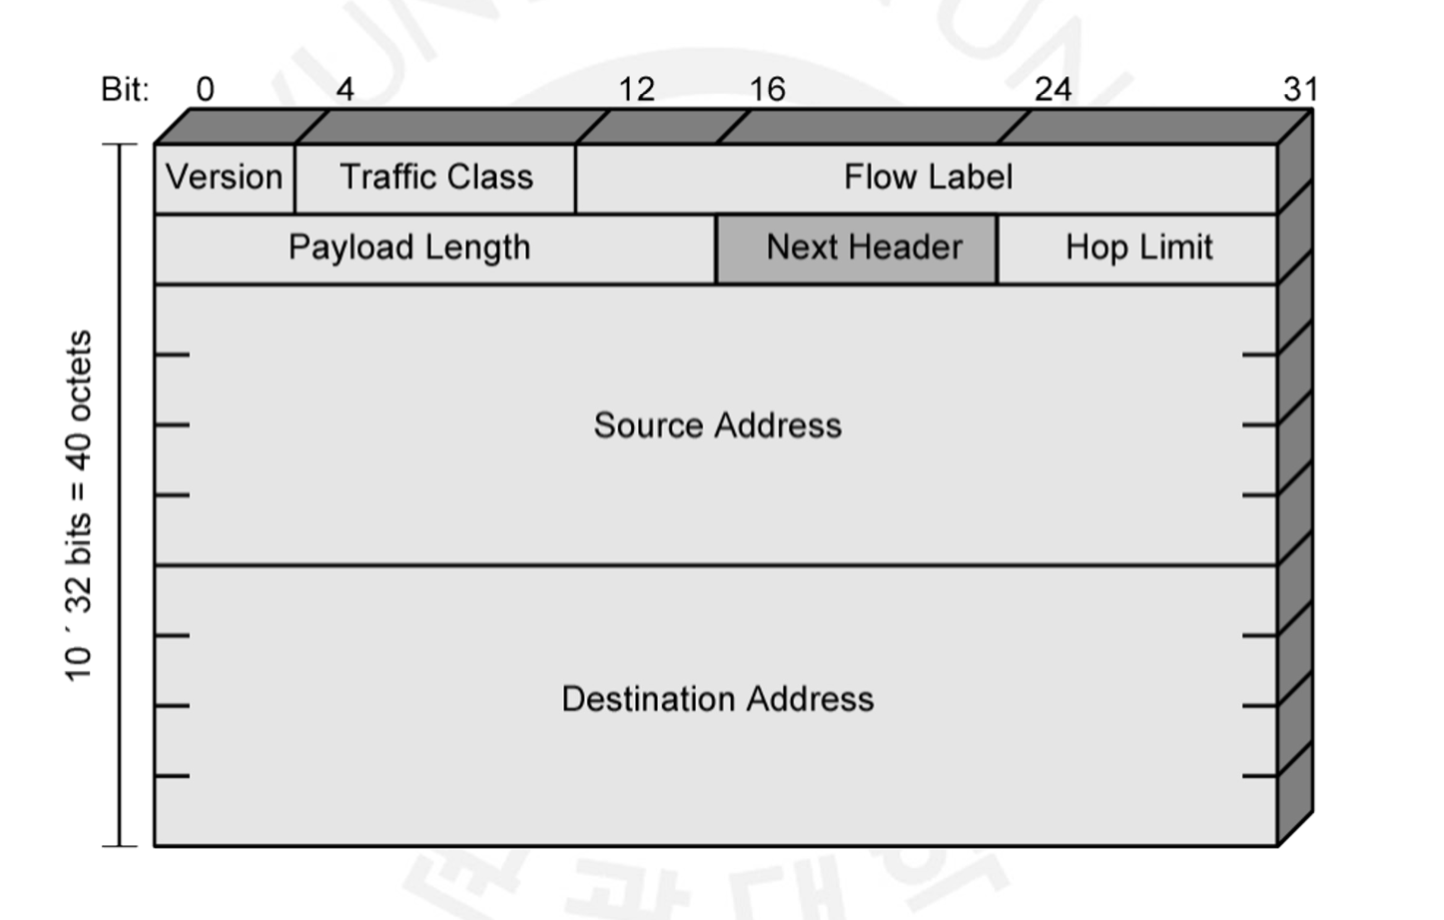 Bit: 0 4 12 16 24 31
Version Traffic Class Flow Label
Payload Length Next Header Hop Limit
Source Address
Destination Address
10 ´ 32 bits = 40 octets